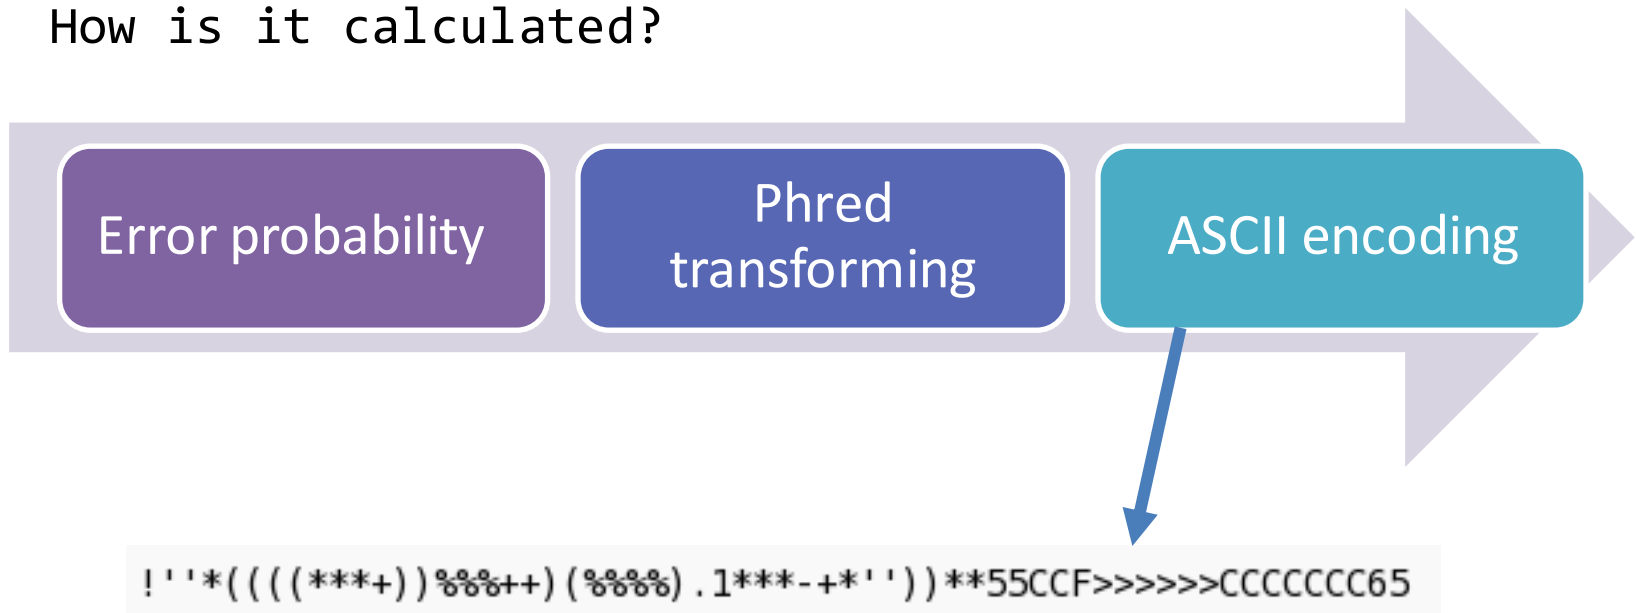 How is it calculated?
Error probability
Phred
transforming
ASCII encoding
!''*((((***+))%%%++)(%%%%).1***-+*''))**55CCF>>>>>>CCCCCCC65